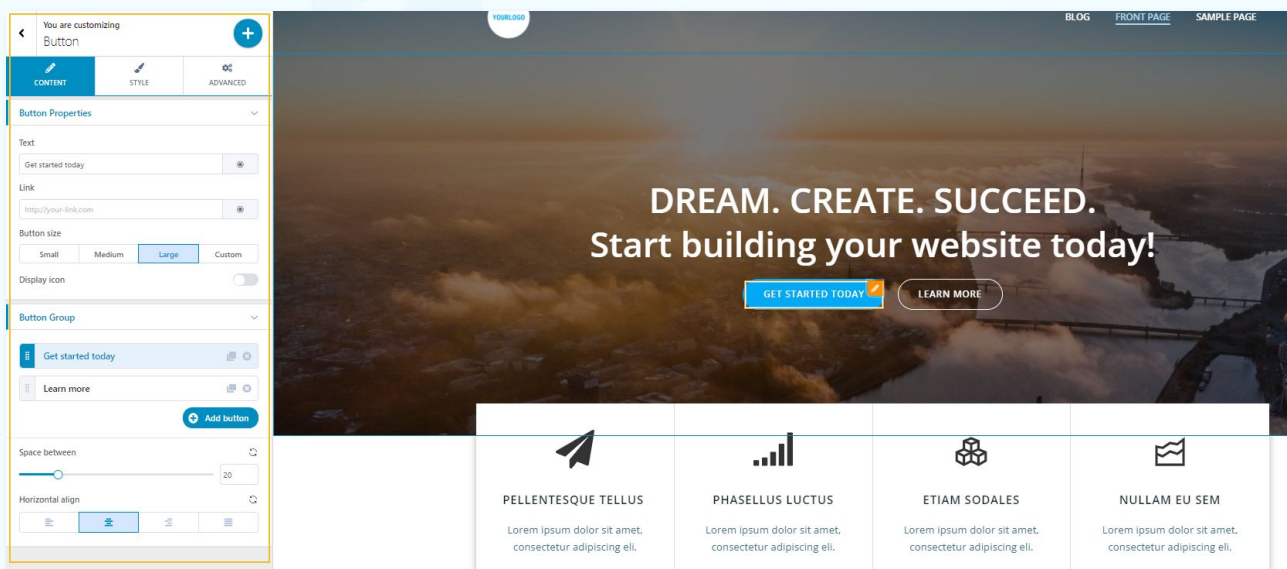 You are customizing
Button
CONTENT
STYLE
ADVANCED
Button Properties
Text
Get started today
Link
http://your-link.com
Button size
Small
Medium
Large
Custom
Display icon
Button Group
Get started today
Learn more
Add button
Space between
20
Horizontal align
YOURLOGO
BLOG
FRONT PAGE
SAMPLE PAGE
DREAM. CREATE. SUCCEED.
Start building your website today!
GET STARTED TODAY
LEARN MORE
PELLENTESQUE TELLUS
Lorem ipsum dolor sit amet,
consectetur adipiscing eli.
PHASELLUS LUCTUS
Lorem ipsum dolor sit amet,
consectetur adipiscing eli.
ETIAM SODALES
Lorem ipsum dolor sit amet,
consectetur adipiscing eli.
NULLAM EU SEM
Lorem ipsum dolor sit amet,
consectetur adipiscing eli.